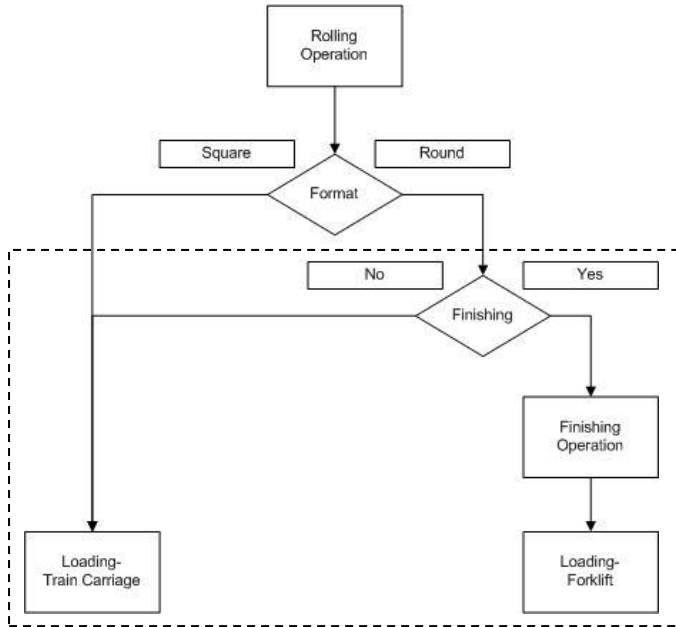 Rolling
Operation
Square
Round
Format
No
Yes
Finishing
Finishing
Operation
Loading-
Train Carriage
Loading-
Forklift